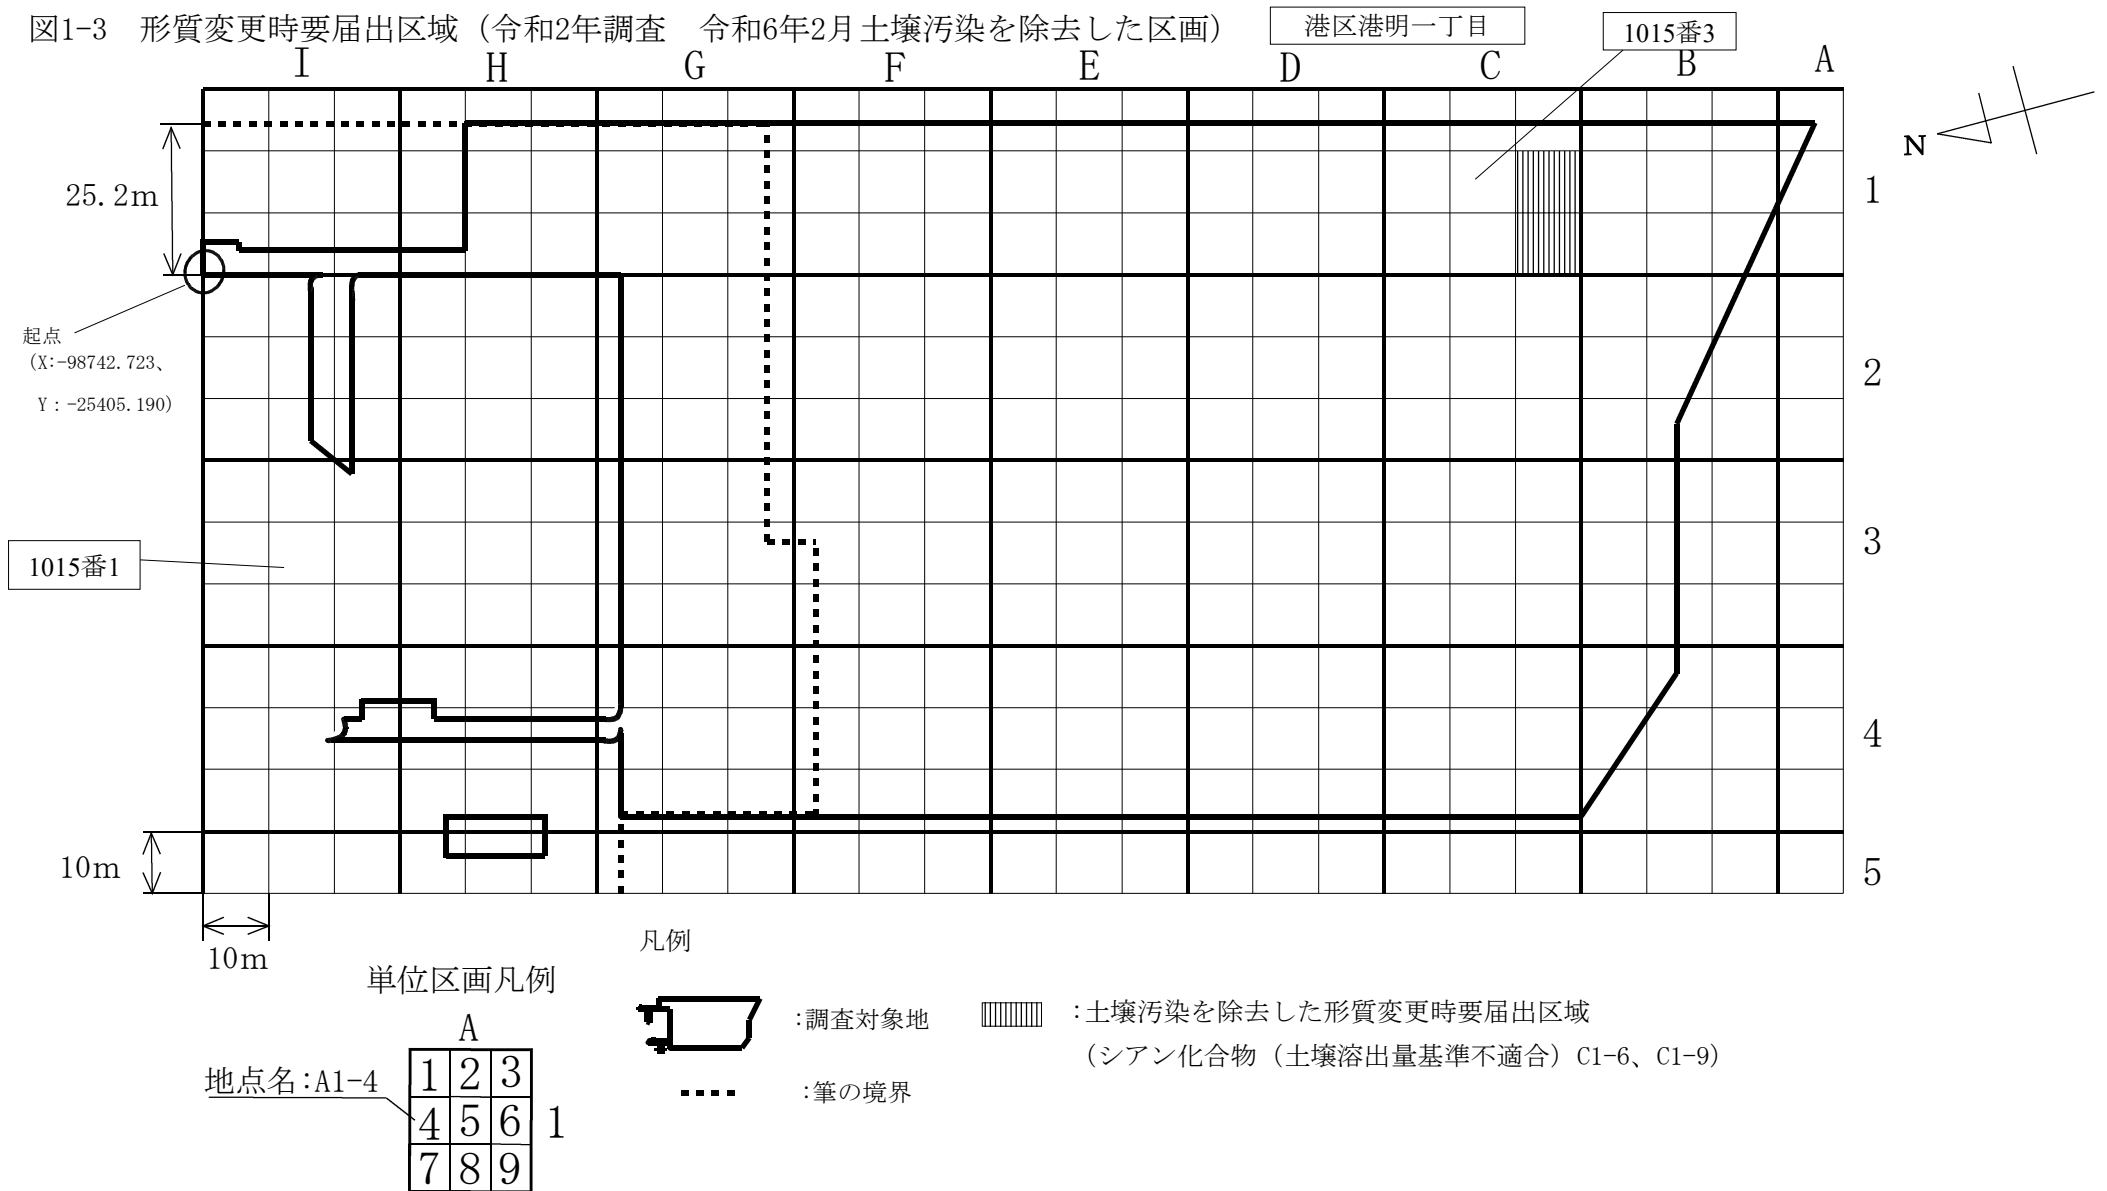 図1-3　形質変更時要届出区域（令和2年調査　令和6年2月土壌汚染を除去した区画）
港区港明一丁目
1015番3
I H G F E D C B A
N
25.2m
1
起点
（X:-98742.723、
Y：-25405.190）
2
3
1015番1
4
10m
5
10m
凡例
単位区画凡例
:調査対象地
:土壌汚染を除去した形質変更時要届出区域
（シアン化合物（土壌溶出量基準不適合）C1-6、C1-9）
:筆の境界
A
地点名:A1-4
1 2 3
4 5 6 1
7 8 9